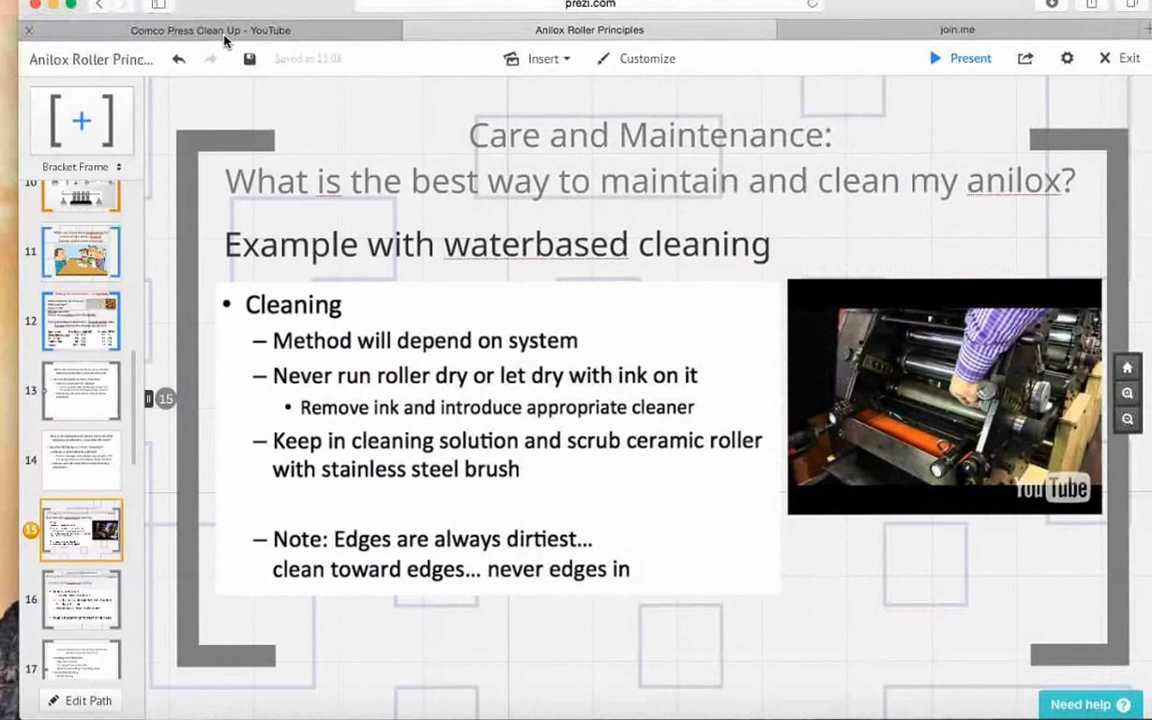 prezi.com
Comco Press Clean Up - YouTube
Anilox Roller Principles
join.me
Anilox Roller Princ...
Saved at 11:03
Insert
Customize
Present
Exit
Bracket Frame
10
11
12
13
14
15
16
17
Edit Path
15
Care and Maintenance:
What is the best way to maintain and clean my anilox?
Example with waterbased cleaning
• Cleaning
– Method will depend on system
– Never run roller dry or let dry with ink on it
• Remove ink and introduce appropriate cleaner
– Keep in cleaning solution and scrub ceramic roller
with stainless steel brush
– Note: Edges are always dirtiest...
clean toward edges... never edges in
YouTube
Need help ?